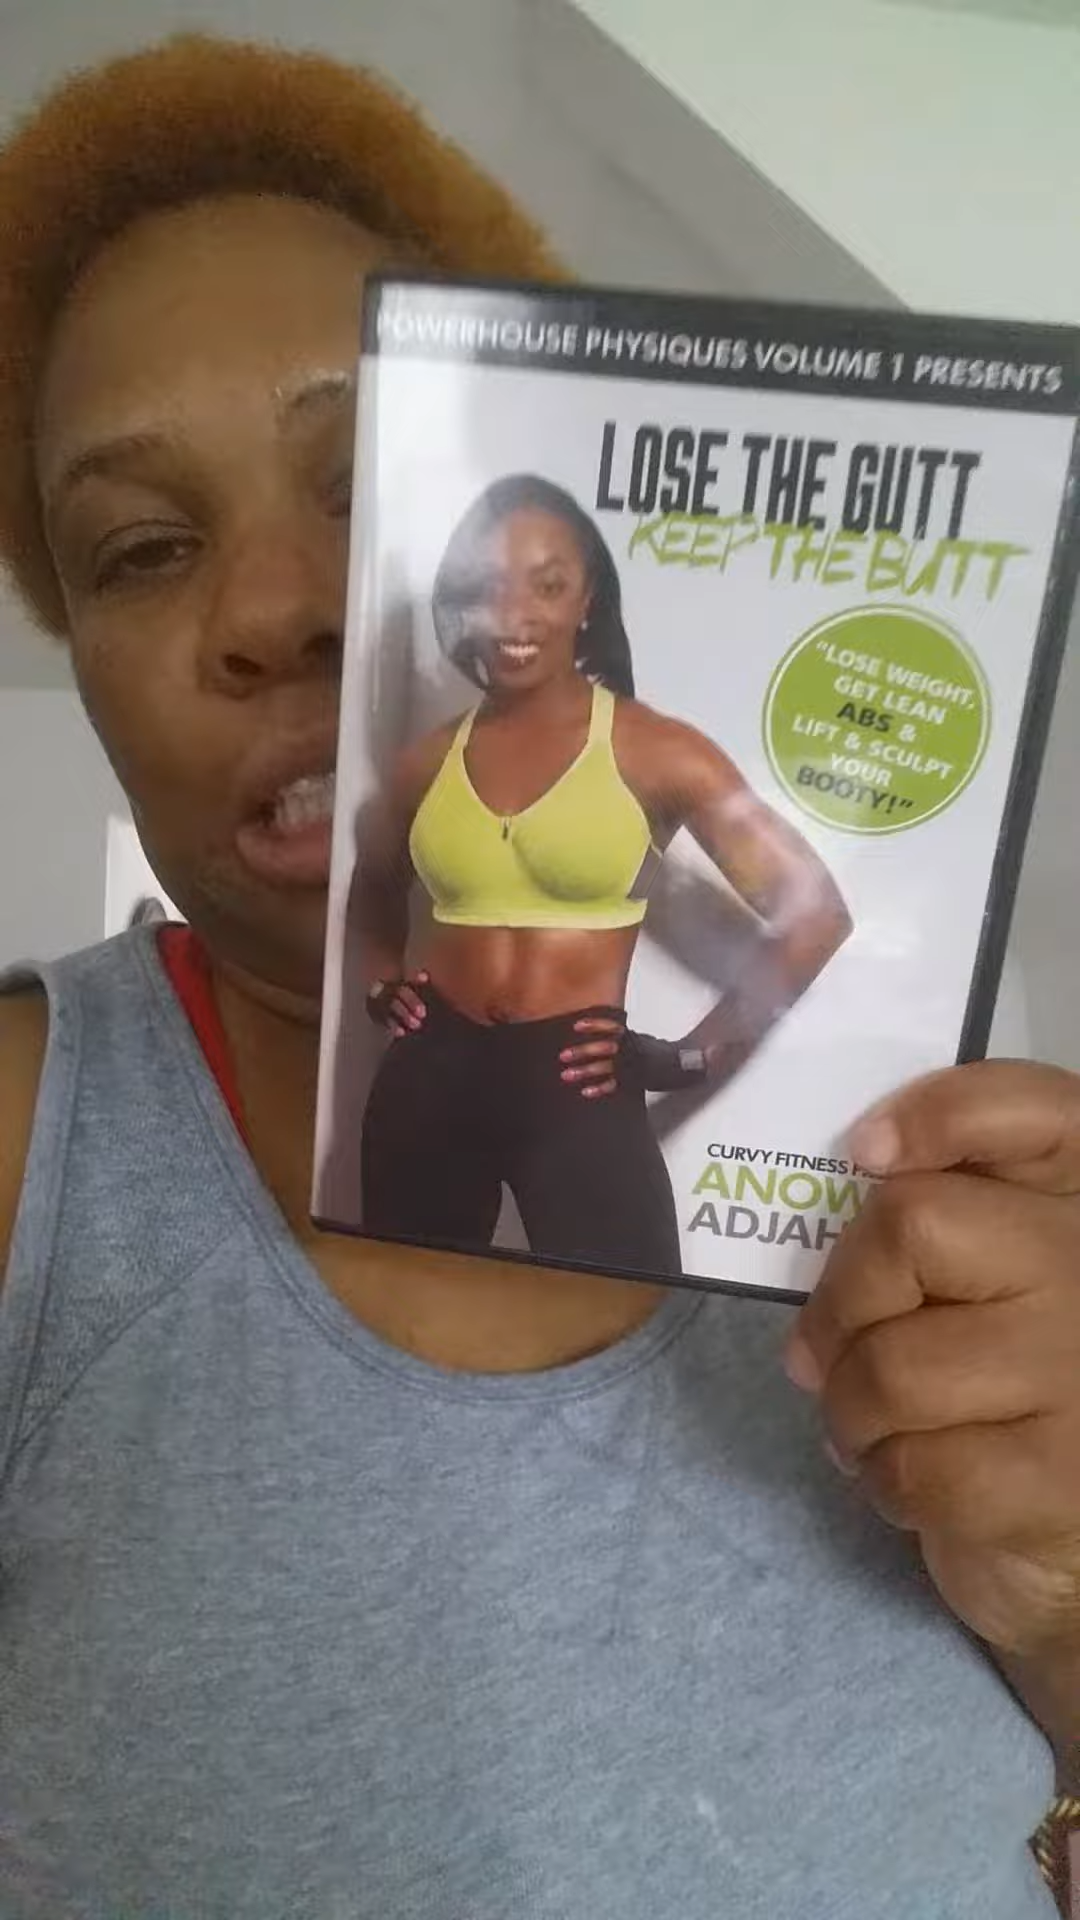 POWERHOUSE PHYSIQUES VOLUME 1 PRESENTS
LOSE THE GUTT
KEEP THE BUTT
"LOSE WEIGHT,
GET LEAN
ABS &
LIFT & SCULPT
YOUR
BOOTY!"
CURVY FITNESS
ANOW
ADJAH